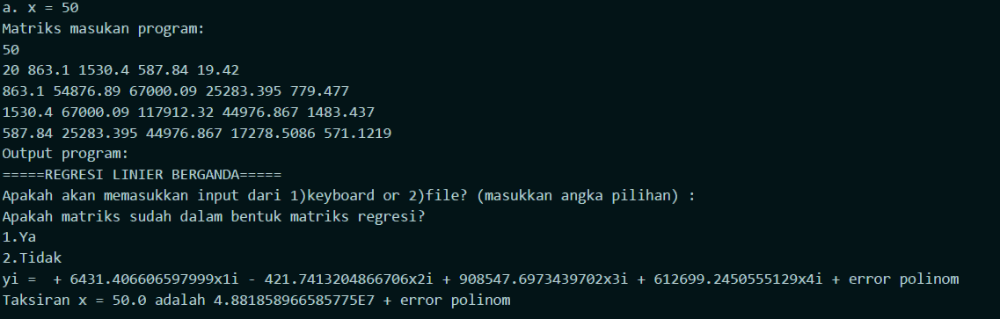 a. x = 50
Matriks masukan program:
50
20 863.1 1530.4 587.84 19.42
863.1 54876.89 67000.09 25283.395 779.477
1530.4 67000.09 117912.32 44976.867 1483.437
587.84 25283.395 44976.867 17278.5086 571.1219
Output program:
=====REGRESI LINIER BERGANDA=====
Apakah akan memasukkan input dari 1)keyboard or 2)file? (masukkan angka pilihan) :
Apakah matriks sudah dalam bentuk matriks regresi?
1.Ya
2.Tidak
yi =  + 6431.406606597999x1i - 421.7413204866706x2i + 908547.6973439702x3i + 612699.2450555129x4i + error polinom
Taksiran x = 50.0 adalah 4.881858966585775E7 + error polinom